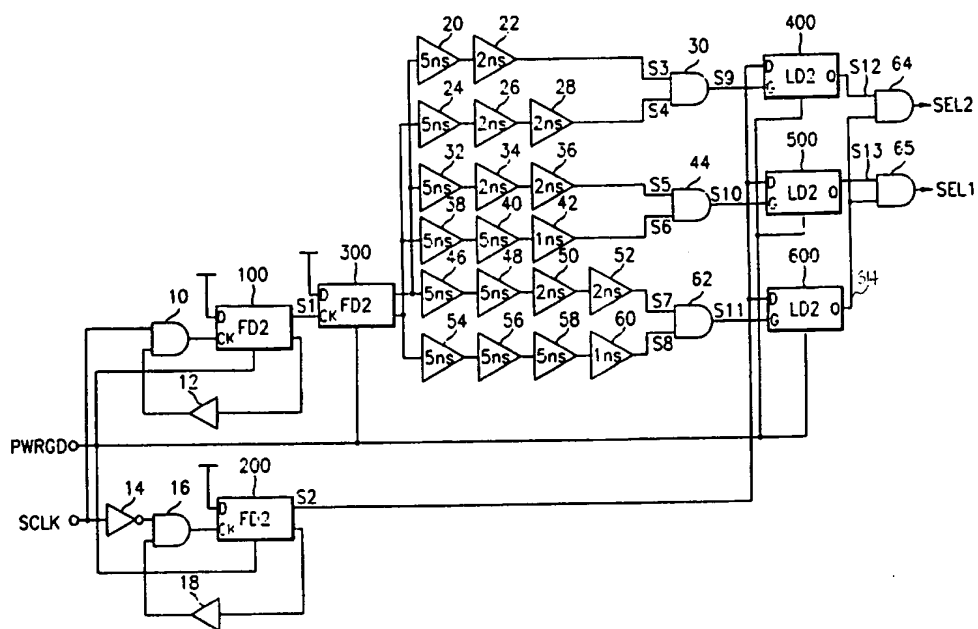 20 22
5ns 2ns
30
400
S3
S9
D LD2 O
G
S12
64
SEL2
24 26 28
5ns 2ns 2ns
S4
32 34 36
5ns 2ns 2ns
S5
44
S10
500
D LD2 O
G
S13
65
SEL1
38 40 42
5ns 5ns 1ns
S6
46 48 50 52
5ns 5ns 2ns 2ns
S7
62
S11
600
D LD2 O
G
54 56 58 60
5ns 5ns 5ns 1ns
S8
10
100
D
FD2
CK
S1
300
D
FD2
CK
12
PWRGD
SCLK
14 16
200
D
FD2
CK
S2
18